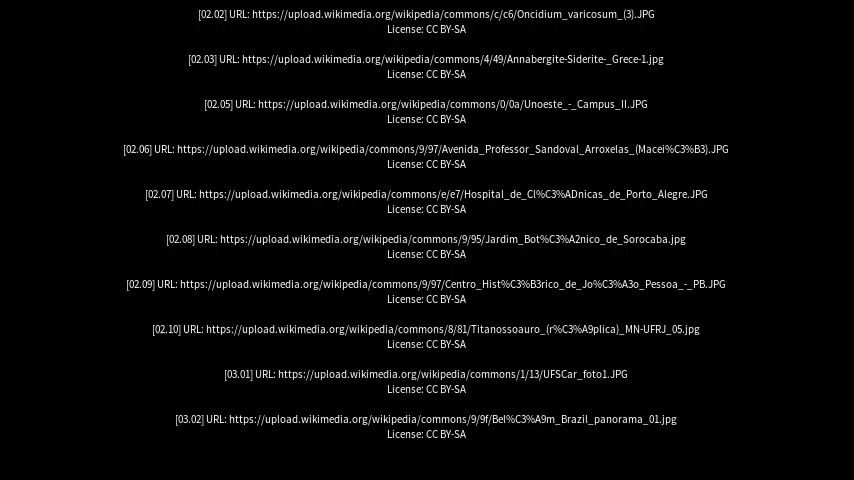 [02.02] URL: https://upload.wikimedia.org/wikipedia/commons/c/c6/Oncidium_varicosum_(3).JPG
License: CC BY-SA
[02.03] URL: https://upload.wikimedia.org/wikipedia/commons/4/49/Annabergite-Siderite-_Grece-1.jpg
License: CC BY-SA
[02.05] URL: https://upload.wikimedia.org/wikipedia/commons/0/0a/Unoeste_-_Campus_II.JPG
License: CC BY-SA
[02.06] URL: https://upload.wikimedia.org/wikipedia/commons/9/97/Avenida_Professor_Sandoval_Arroxelas_(Macei%C3%B3).JPG
License: CC BY-SA
[02.07] URL: https://upload.wikimedia.org/wikipedia/commons/e/e7/Hospital_de_Cl%C3%ADnicas_de_Porto_Alegre.JPG
License: CC BY-SA
[02.08] URL: https://upload.wikimedia.org/wikipedia/commons/9/95/Jardim_Bot%C3%A2nico_de_Sorocaba.jpg
License: CC BY-SA
[02.09] URL: https://upload.wikimedia.org/wikipedia/commons/9/97/Centro_Hist%C3%B3rico_de_Jo%C3%A3o_Pessoa_-_PB.JPG
License: CC BY-SA
[02.10] URL: https://upload.wikimedia.org/wikipedia/commons/8/81/Titanossoauro_(r%C3%A9plica)_MN-UFRJ_05.jpg
License: CC BY-SA
[03.01] URL: https://upload.wikimedia.org/wikipedia/commons/1/13/UFSCar_foto1.JPG
License: CC BY-SA
[03.02] URL: https://upload.wikimedia.org/wikipedia/commons/9/9f/Bel%C3%A9m_Brazil_panorama_01.jpg
License: CC BY-SA